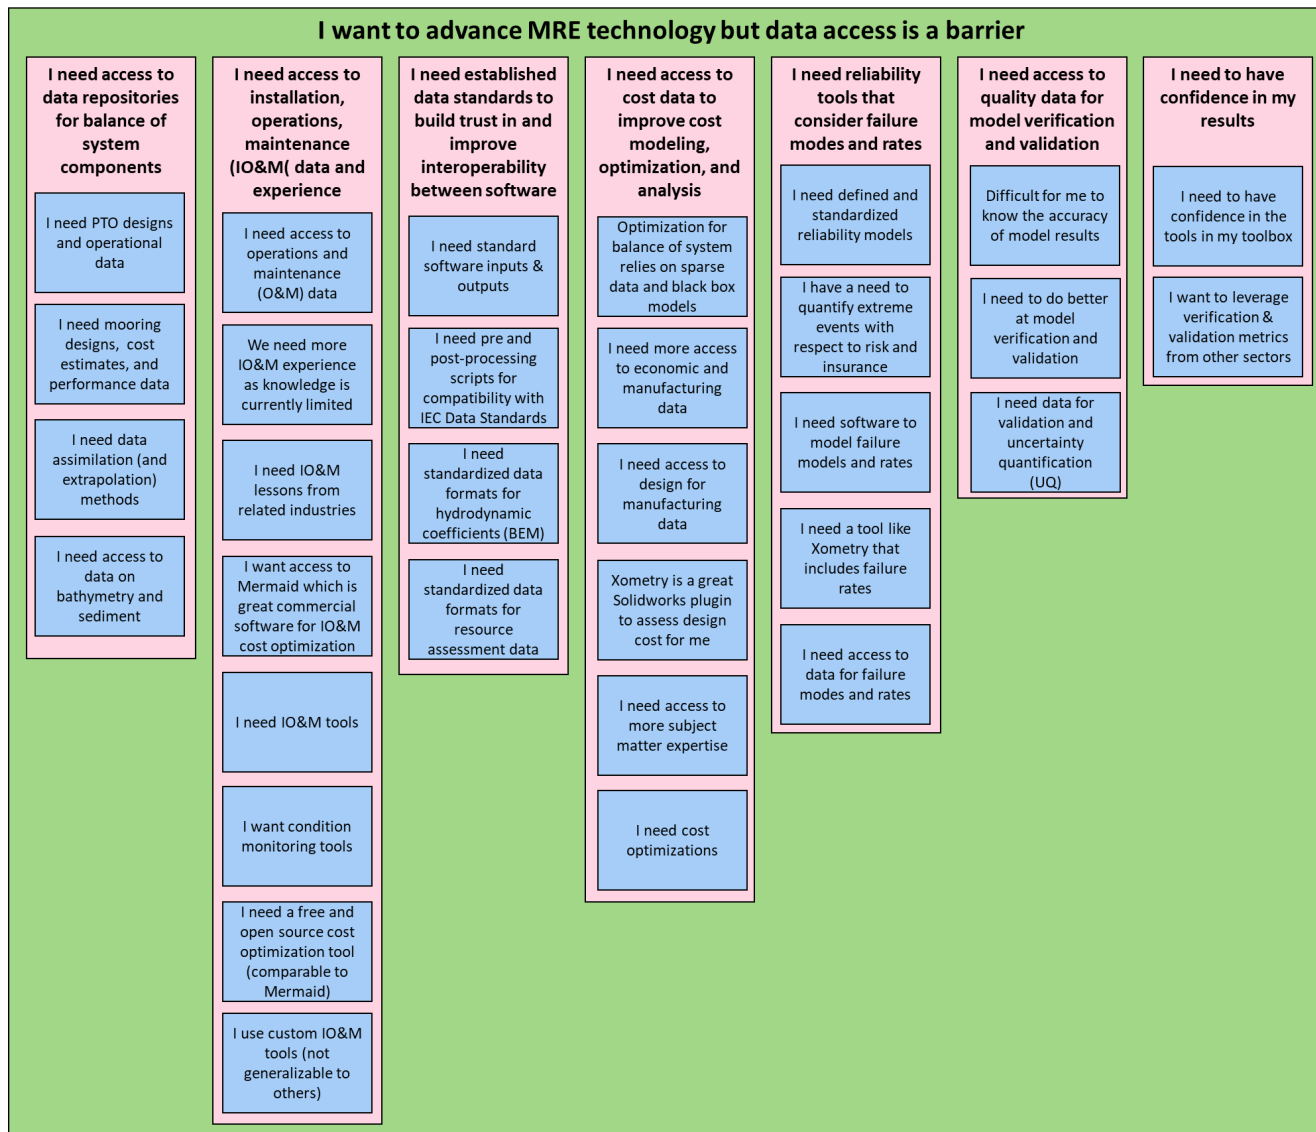 I want to advance MRE technology but data access is a barrier
I need access to
data repositories
for balance of
system
components
I need PTO designs
and operational
data
I need mooring
designs, cost
estimates, and
performance data
I need data
assimilation (and
extrapolation)
methods
I need access to
data on
bathymetry and
sediment
I need access to
installation,
operations,
maintenance
(IO&M( data and
experience
I need access to
operations and
maintenance
(O&M) data
We need more
IO&M experience
as knowledge is
currently limited
I need IO&M
lessons from
related industries
I want access to
Mermaid which is
great commercial
software for IO&M
cost optimization
I need IO&M tools
I want condition
monitoring tools
I need a free and
open source cost
optimization tool
(comparable to
Mermaid)
I use custom IO&M
tools (not
generalizable to
others)
I need established
data standards to
build trust in and
improve
interoperability
between software
I need standard
software inputs &
outputs
I need pre and
post-processing
scripts for
compatibility with
IEC Data Standards
I need
standardized data
formats for
hydrodynamic
coefficients (BEM)
I need
standardized data
formats for
resource
assessment data
I need access to
cost data to
improve cost
modeling,
optimization, and
analysis
Optimization for
balance of system
relies on sparse
data and black box
models
I need more access
to economic and
manufacturing
data
I need access to
design for
manufacturing
data
Xometry is a great
Solidworks plugin
to assess design
cost for me
I need access to
more subject
matter expertise
I need cost
optimizations
I need reliability
tools that
consider failure
modes and rates
I need defined and
standardized
reliability models
I have a need to
quantify extreme
events with
respect to risk and
insurance
I need software to
model failure
models and rates
I need a tool like
Xometry that
includes failure
rates
I need access to
data for failure
modes and rates
I need access to
quality data for
model verification
and validation
Difficult for me to
know the accuracy
of model results
I need to do better
at model
verification and
validation
I need data for
validation and
uncertainty
quantification
(UQ)
I need to have
confidence in my
results
I need to have
confidence in the
tools in my toolbox
I want to leverage
verification &
validation metrics
from other sectors